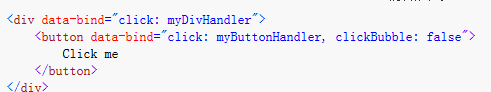 <div data-bind="click: myDivHandler">
    <button data-bind="click: myButtonHandler, clickBubble: false">
        Click me
    </button>
</div>